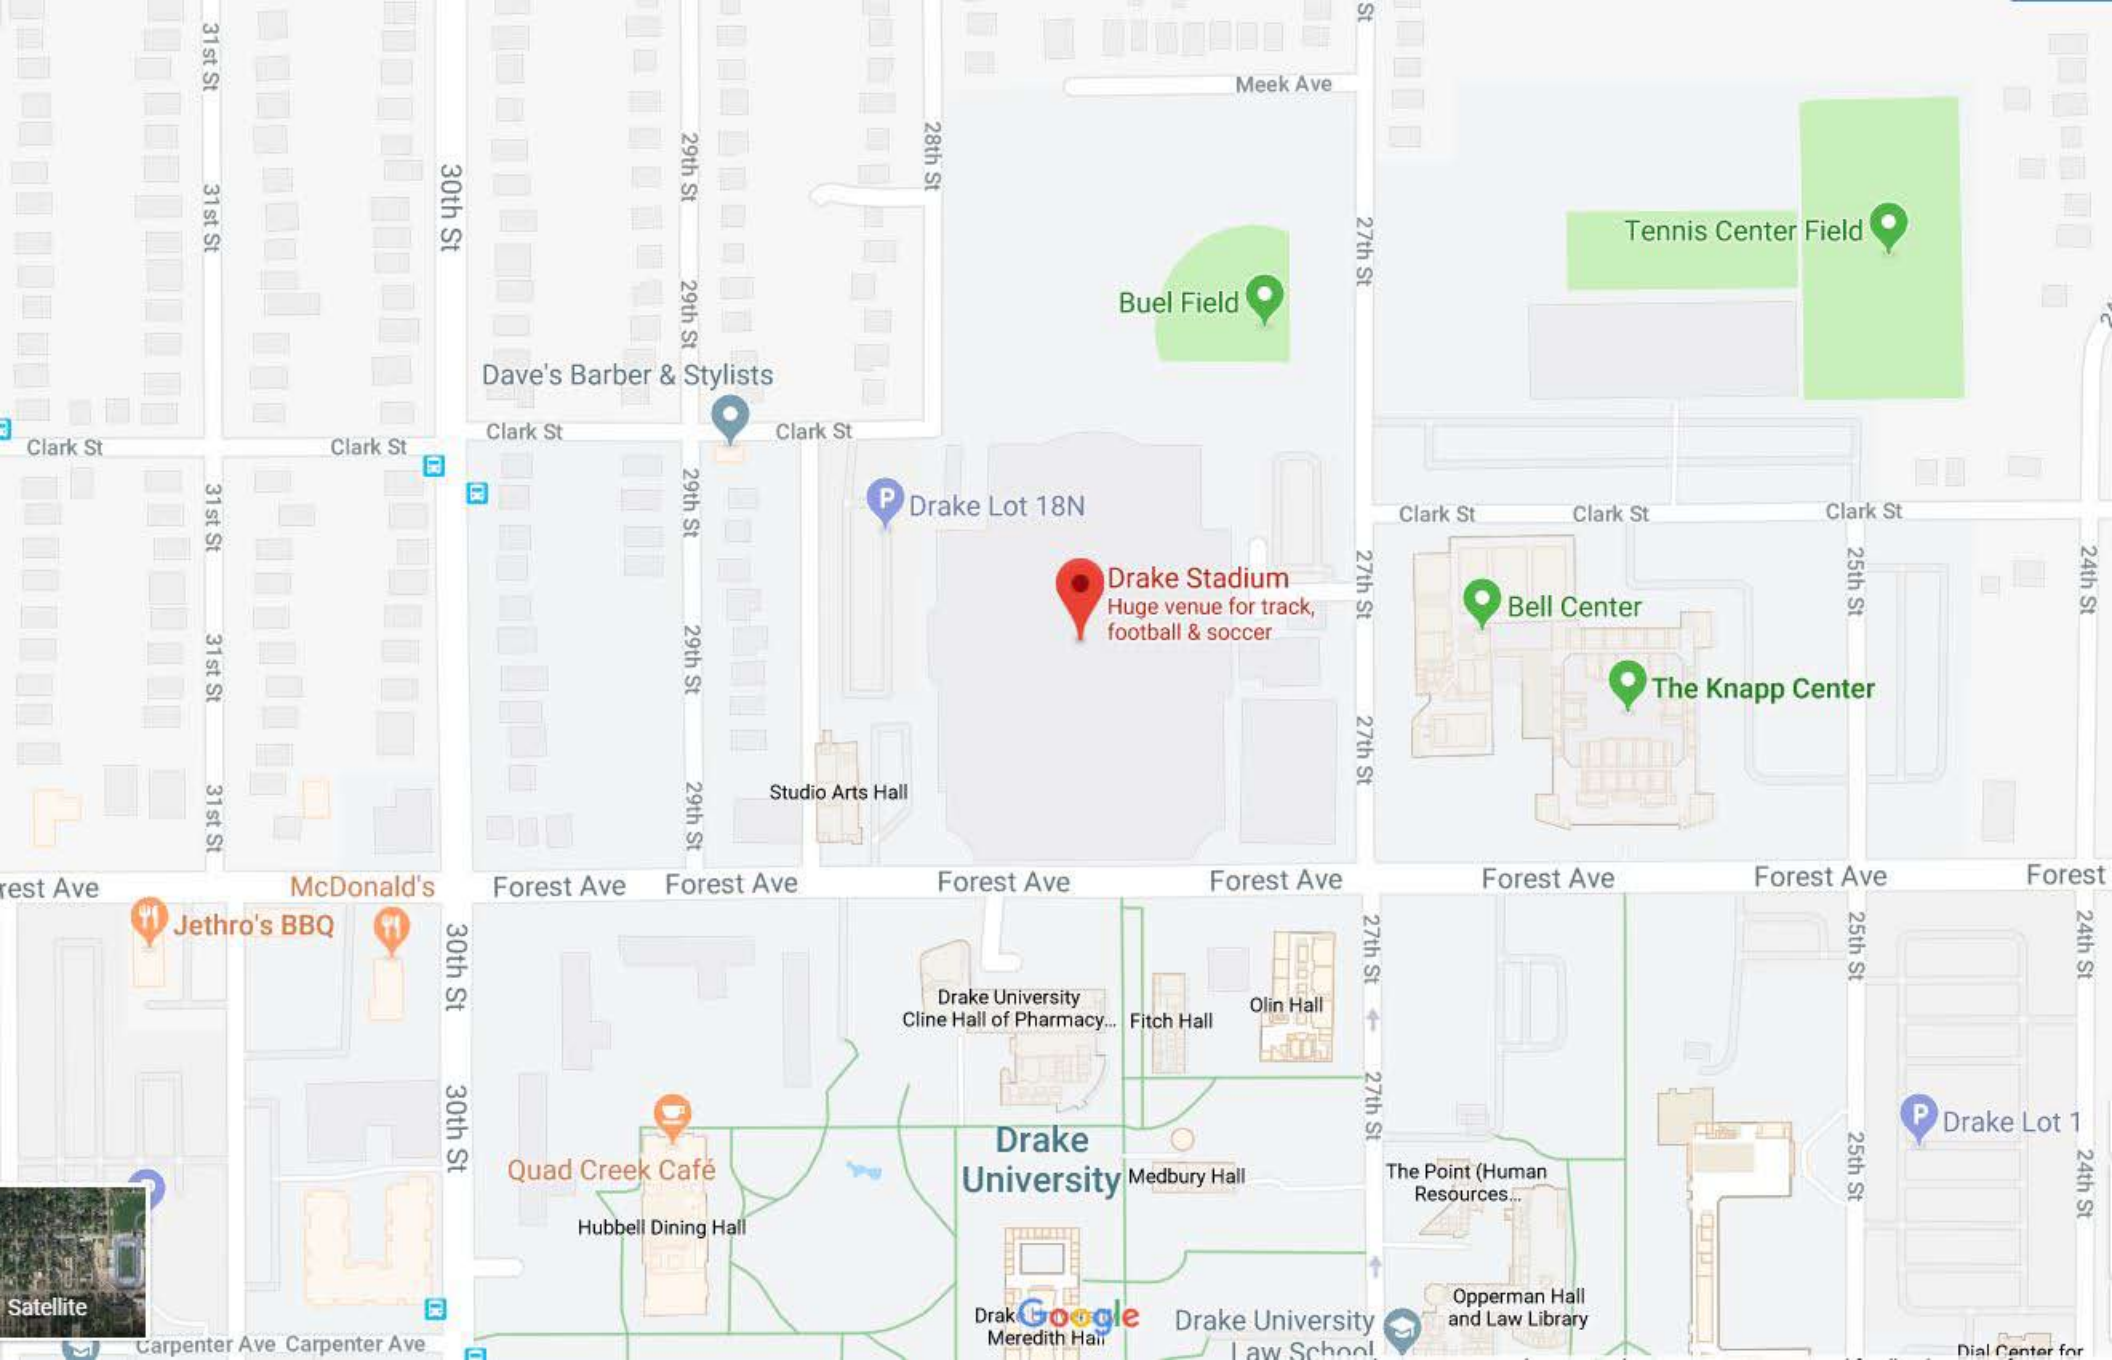 St
Meek Ave
31st St
31st St
30th St
29th St
29th St
28th St
27th St
Tennis Center Field
Buel Field
Dave's Barber & Stylists
Clark St
Clark St
Clark St
Clark St
Drake Lot 18N
Clark St
Clark St
Clark St
31st St
29th St
27th St
25th St
24th St
Drake Stadium
Huge venue for track,
football & soccer
Bell Center
31st St
29th St
The Knapp Center
27th St
31st St
29th St
Studio Arts Hall
rest Ave
McDonald's
Forest Ave
Forest Ave
Forest Ave
Forest Ave
Forest Ave
Forest Ave
Forest
Jethro's BBQ
30th St
27th St
25th St
24th St
Drake University
Cline Hall of Pharmacy...
Fitch Hall
Olin Hall
30th St
27th St
P
Drake Lot 1
25th St
24th St
Drake
University
Quad Creek Café
Medbury Hall
The Point (Human
Resources...
Hubbell Dining Hall
Satellite
Opperman Hall
and Law Library
Drak
Google
Meredith Hall
Drake University
Law School
Carpenter Ave
Carpenter Ave
Dial Center for